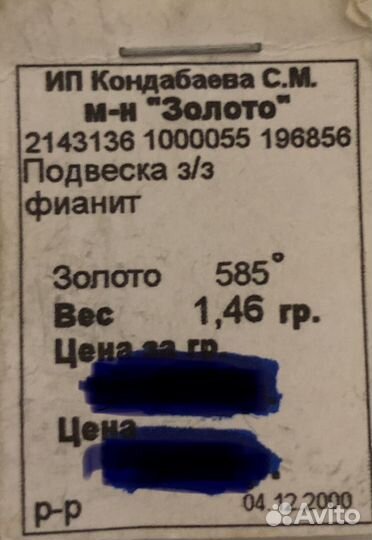 ИП Кондабаева С.М.
м-н "Золото"
2143136 1000055 196856
Подвеска з/з
фианит
Золото 585°
Вес 1,46 гр.
Цена за гр.
Цена
р-р 04.12.2000
Avito